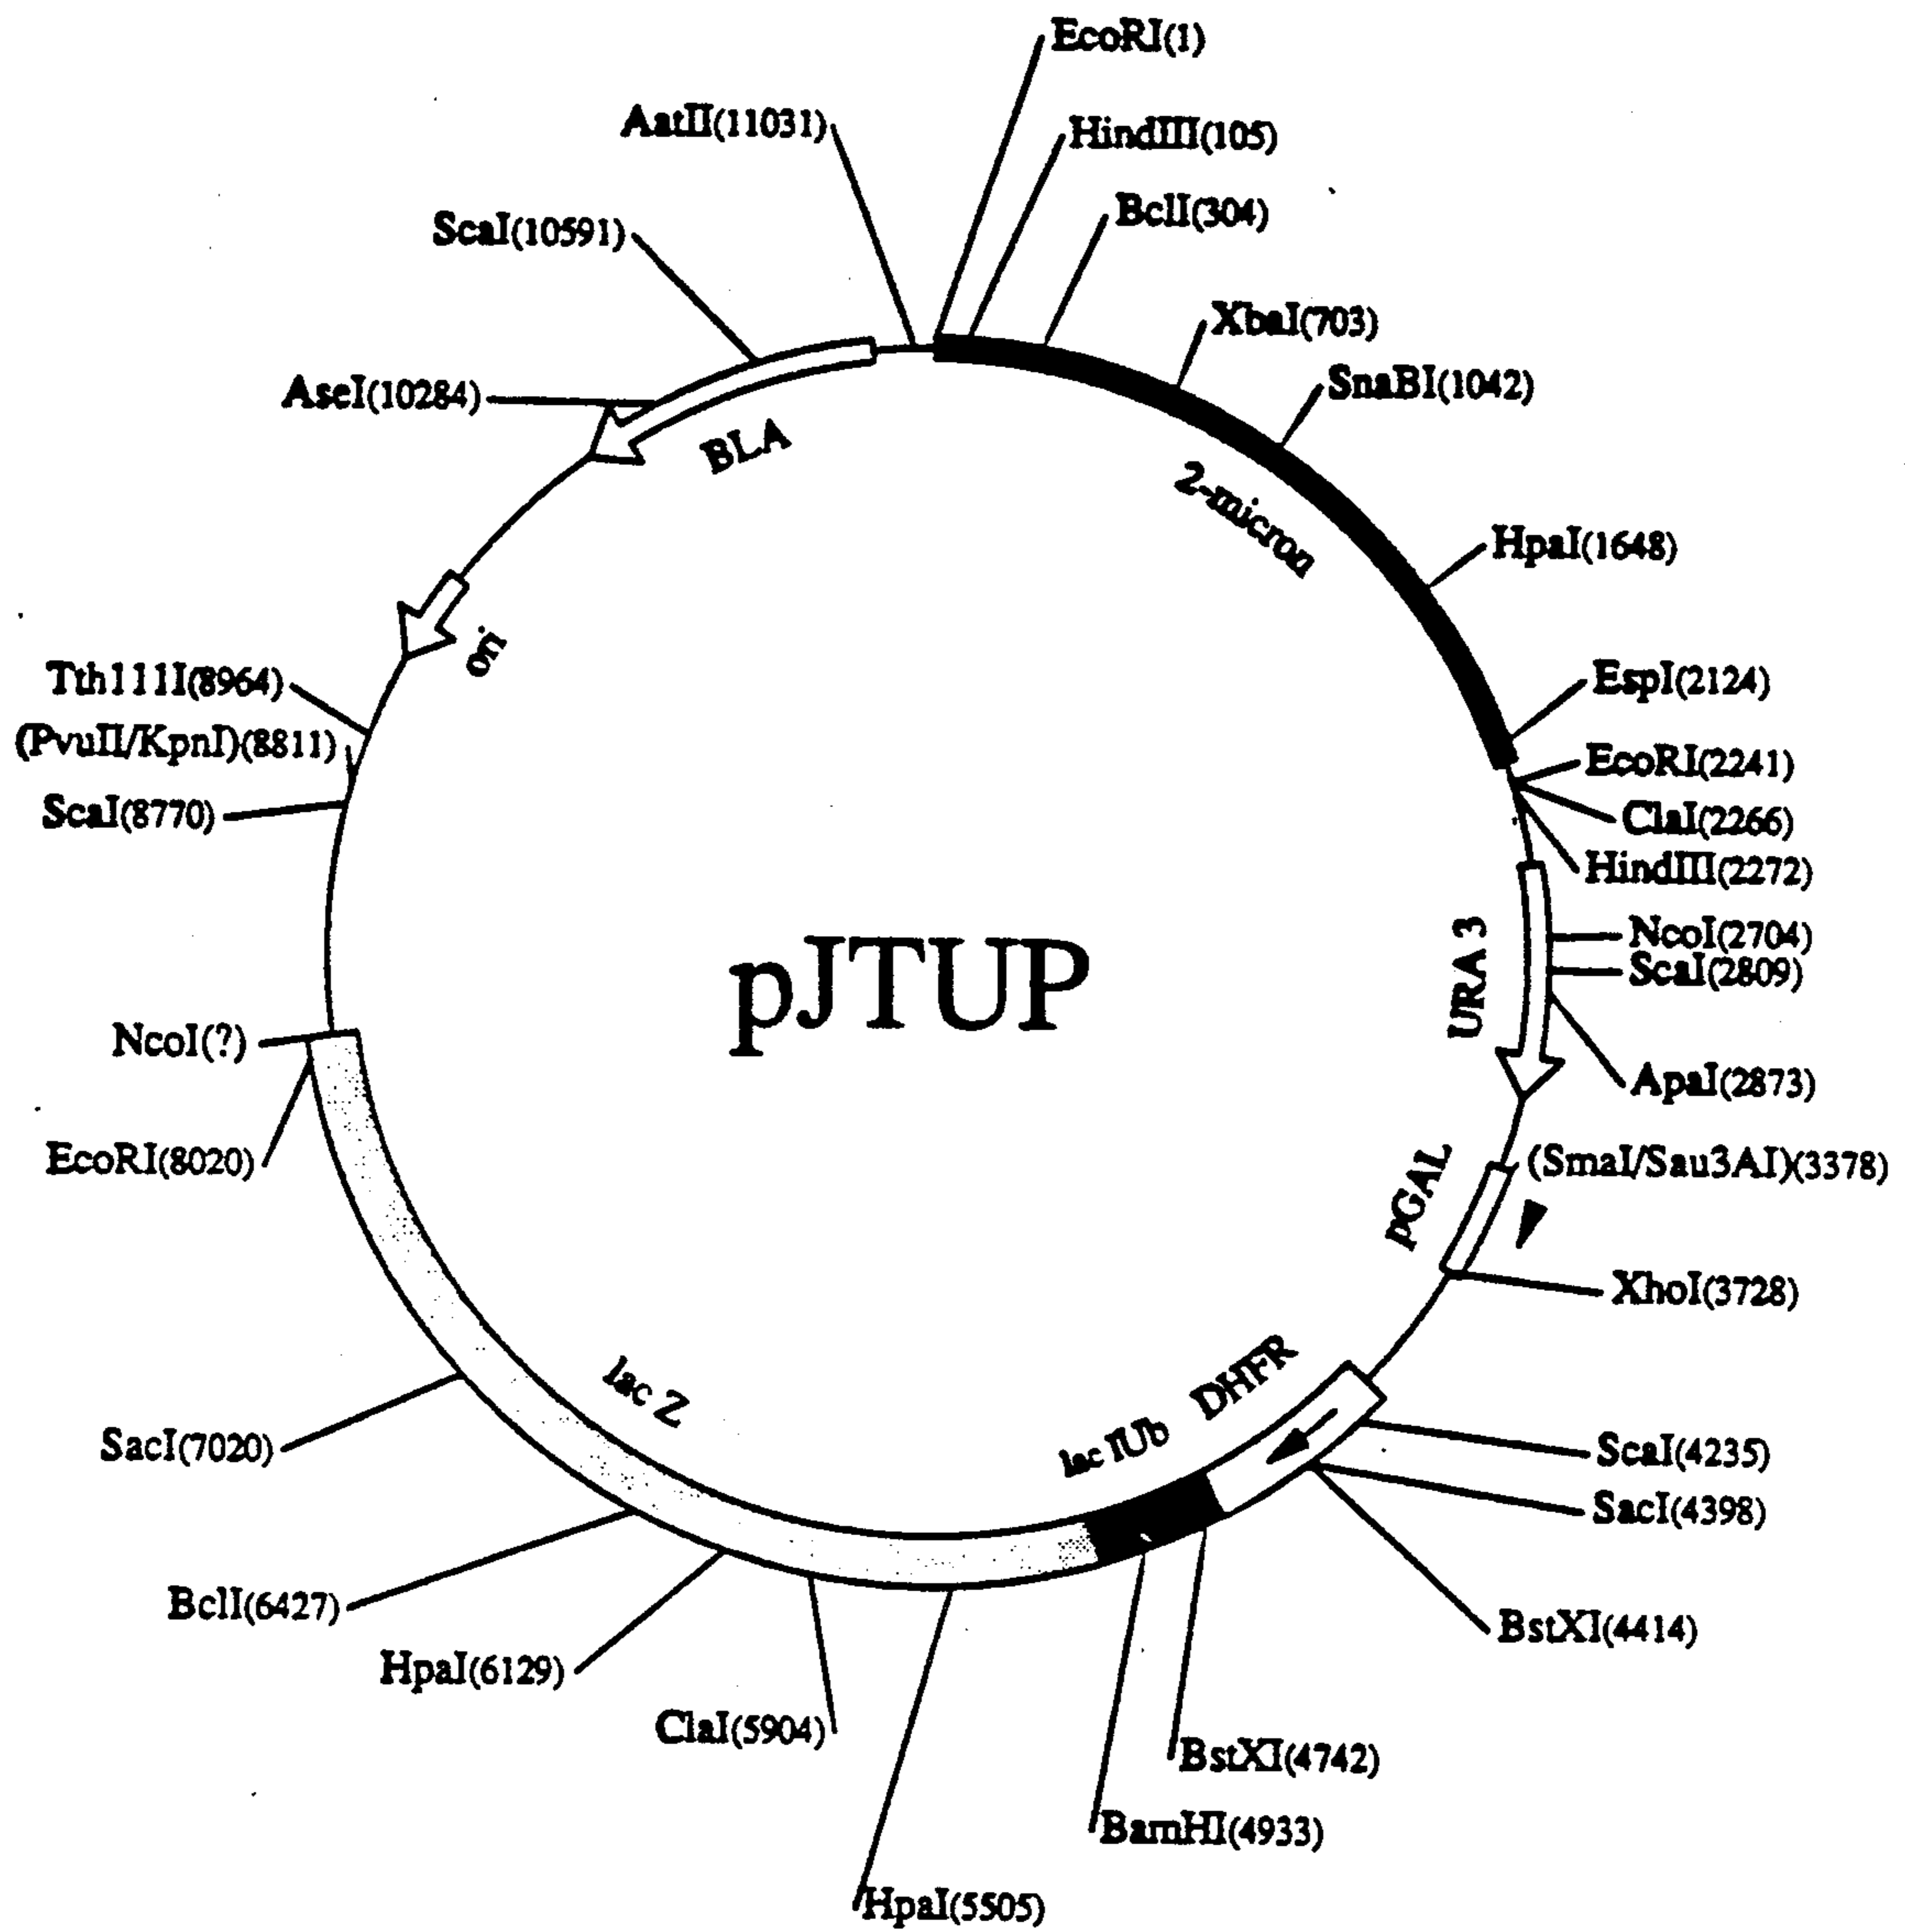 EcoRI(1)
AatII(11031)
HindIII(105)
BclI(304)
ScaI(10591)
XbaI(703)
SnaBI(1042)
AseI(10284)
BLA
2-micron
HpaI(1648)
ori
Tth111I(8964)
EspI(2124)
(PvuII/KpnI)(8811)
EcoRI(2241)
ScaI(8770)
ClaI(2266)
HindIII(2272)
URA3
NcoI(2704)
ScaI(2809)
pJTUP
NcoI(?)
ApaI(2873)
EcoRI(8020)
(SmaI/Sau3AI)(3378)
pGAL
XhoI(3728)
lac Z
lac I
Ub
DHFR
SacI(7020)
ScaI(4235)
SacI(4398)
BclI(6427)
BstXI(4414)
HpaI(6129)
ClaI(5904)
BstXI(4742)
BamHI(4933)
HpaI(5505)